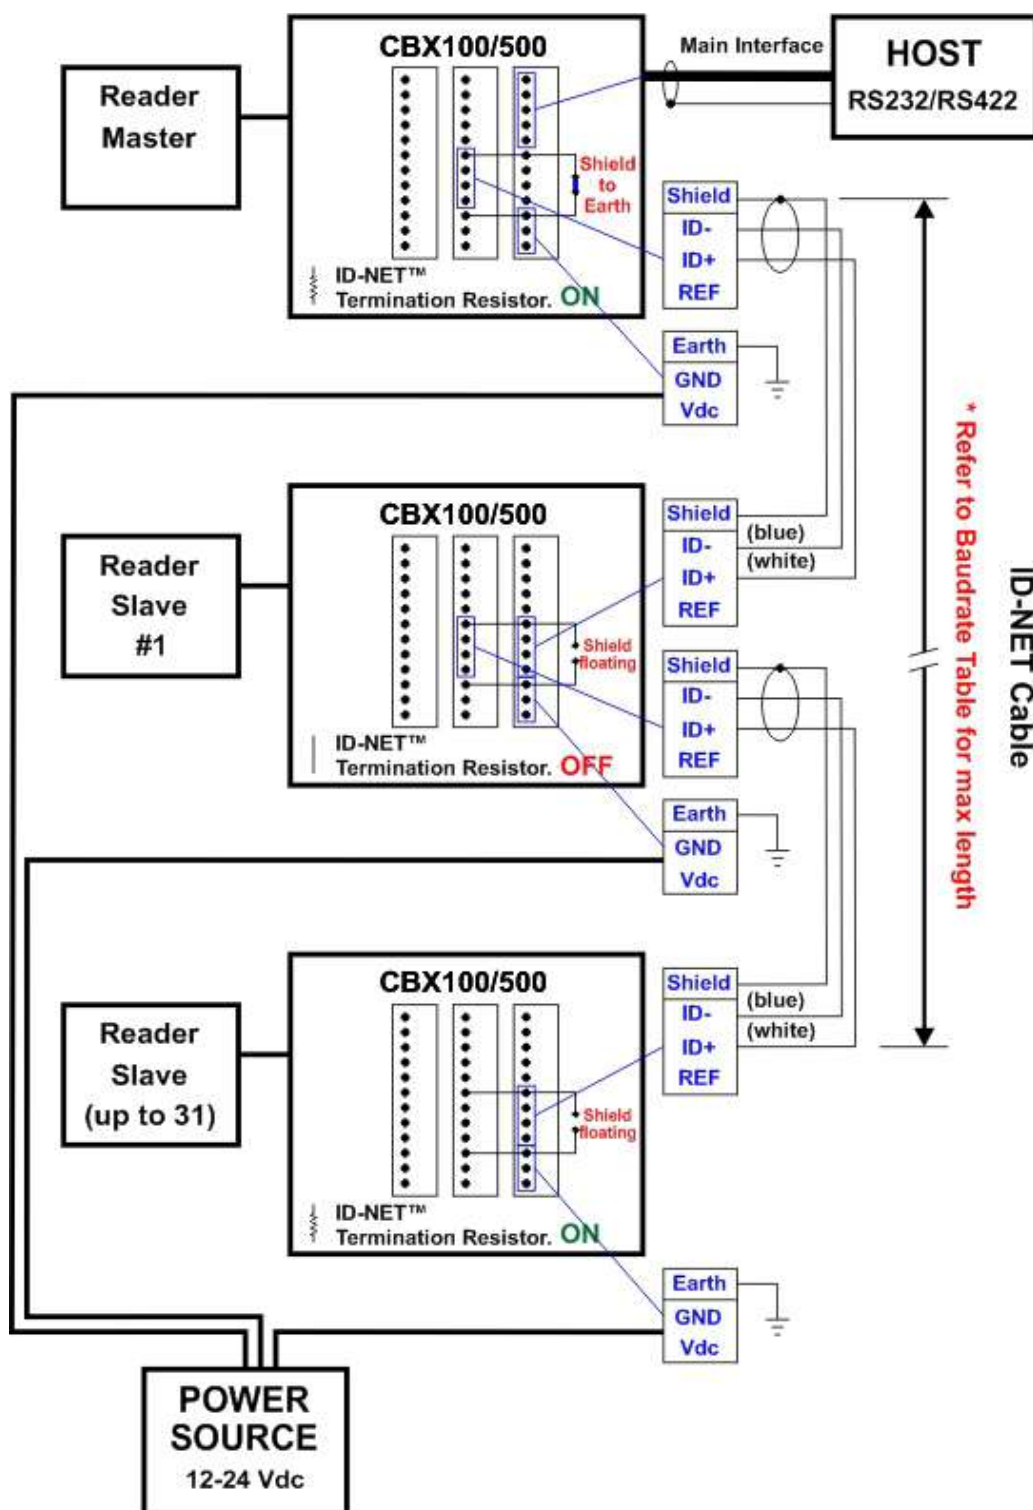 CBX100/500
Main Interface
HOST
RS232/RS422
Reader
Master
Shield
to
Earth
Shield
ID-
ID+
REF
ID-NET™
Termination Resistor. ON
Earth
GND
Vdc
CBX100/500
Reader
Slave
#1
Shield
floating
Shield
(blue)
ID-
(white)
ID+
REF
Shield
ID-
ID+
REF
ID-NET™
Termination Resistor. OFF
Earth
GND
Vdc
CBX100/500
Reader
Slave
(up to 31)
Shield
floating
Shield
(blue)
ID-
(white)
ID+
REF
ID-NET™
Termination Resistor. ON
Earth
GND
Vdc
* Refer to Baudrate Table for max length
ID-NET Cable
POWER
SOURCE
12-24 Vdc